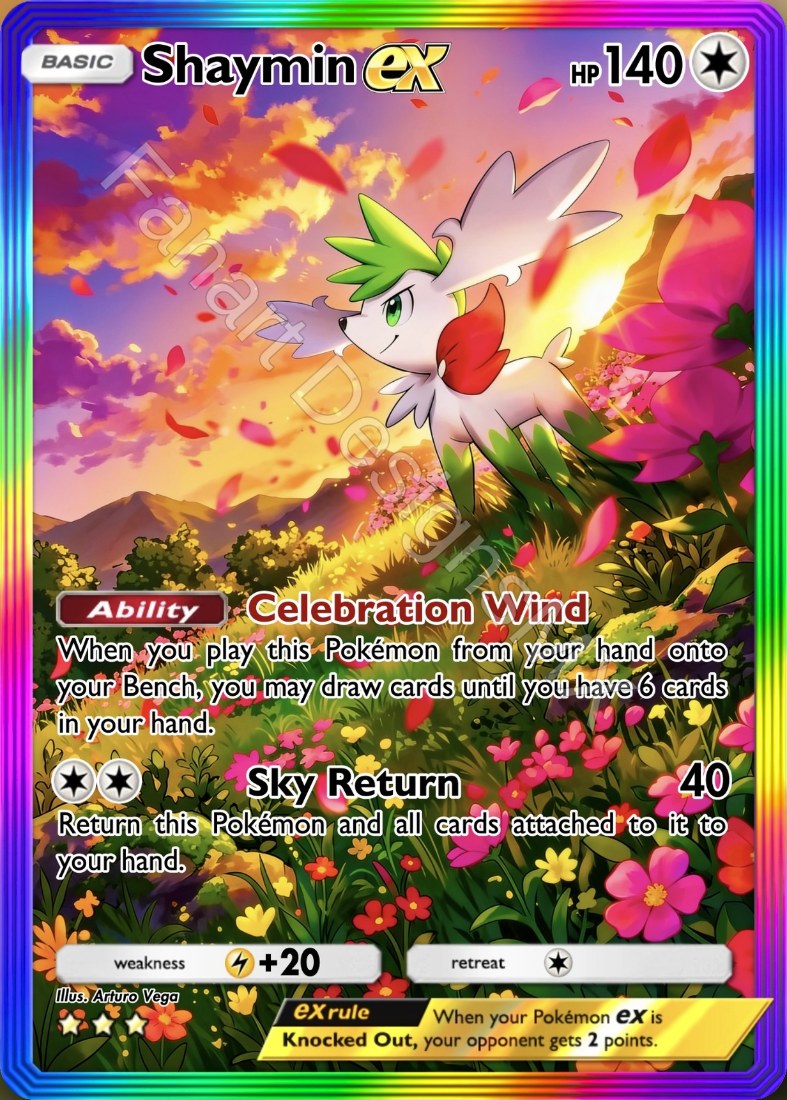 BASIC Shaymin ex HP 140
Ability Celebration Wind
When you play this Pokémon from your hand onto
your Bench, you may draw cards until you have 6 cards
in your hand.
Sky Return 40
Return this Pokémon and all cards attached to it to
your hand.
weakness +20 retreat
Illus. Arturo Vega
ex rule When your Pokémon ex is
Knocked Out, your opponent gets 2 points.
Fanart Designs